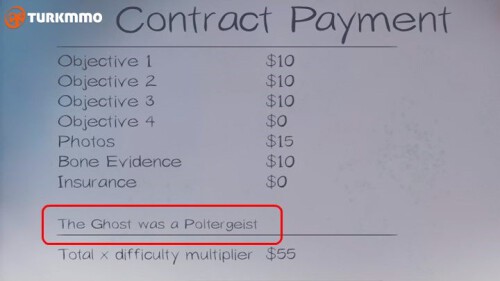 TURKMMO
Contract Payment
Objective 1 $10
Objective 2 $10
Objective 3 $10
Objective 4 $0
Photos $15
Bone Evidence $10
Insurance $0
The Ghost was a Poltergeist
Total x difficulty multiplier $55